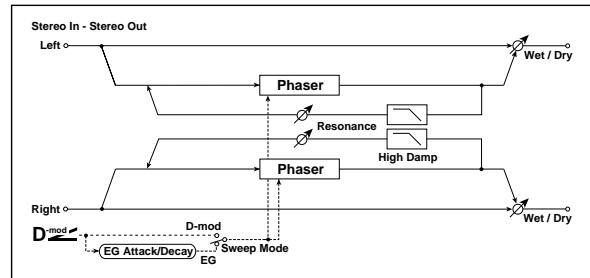 Stereo In - Stereo Out
Left
Wet / Dry
Phaser
Resonance
High Damp
Phaser
Right
Wet / Dry
D-mod
D-mod
EG Attack/Decay
EG
Sweep Mode